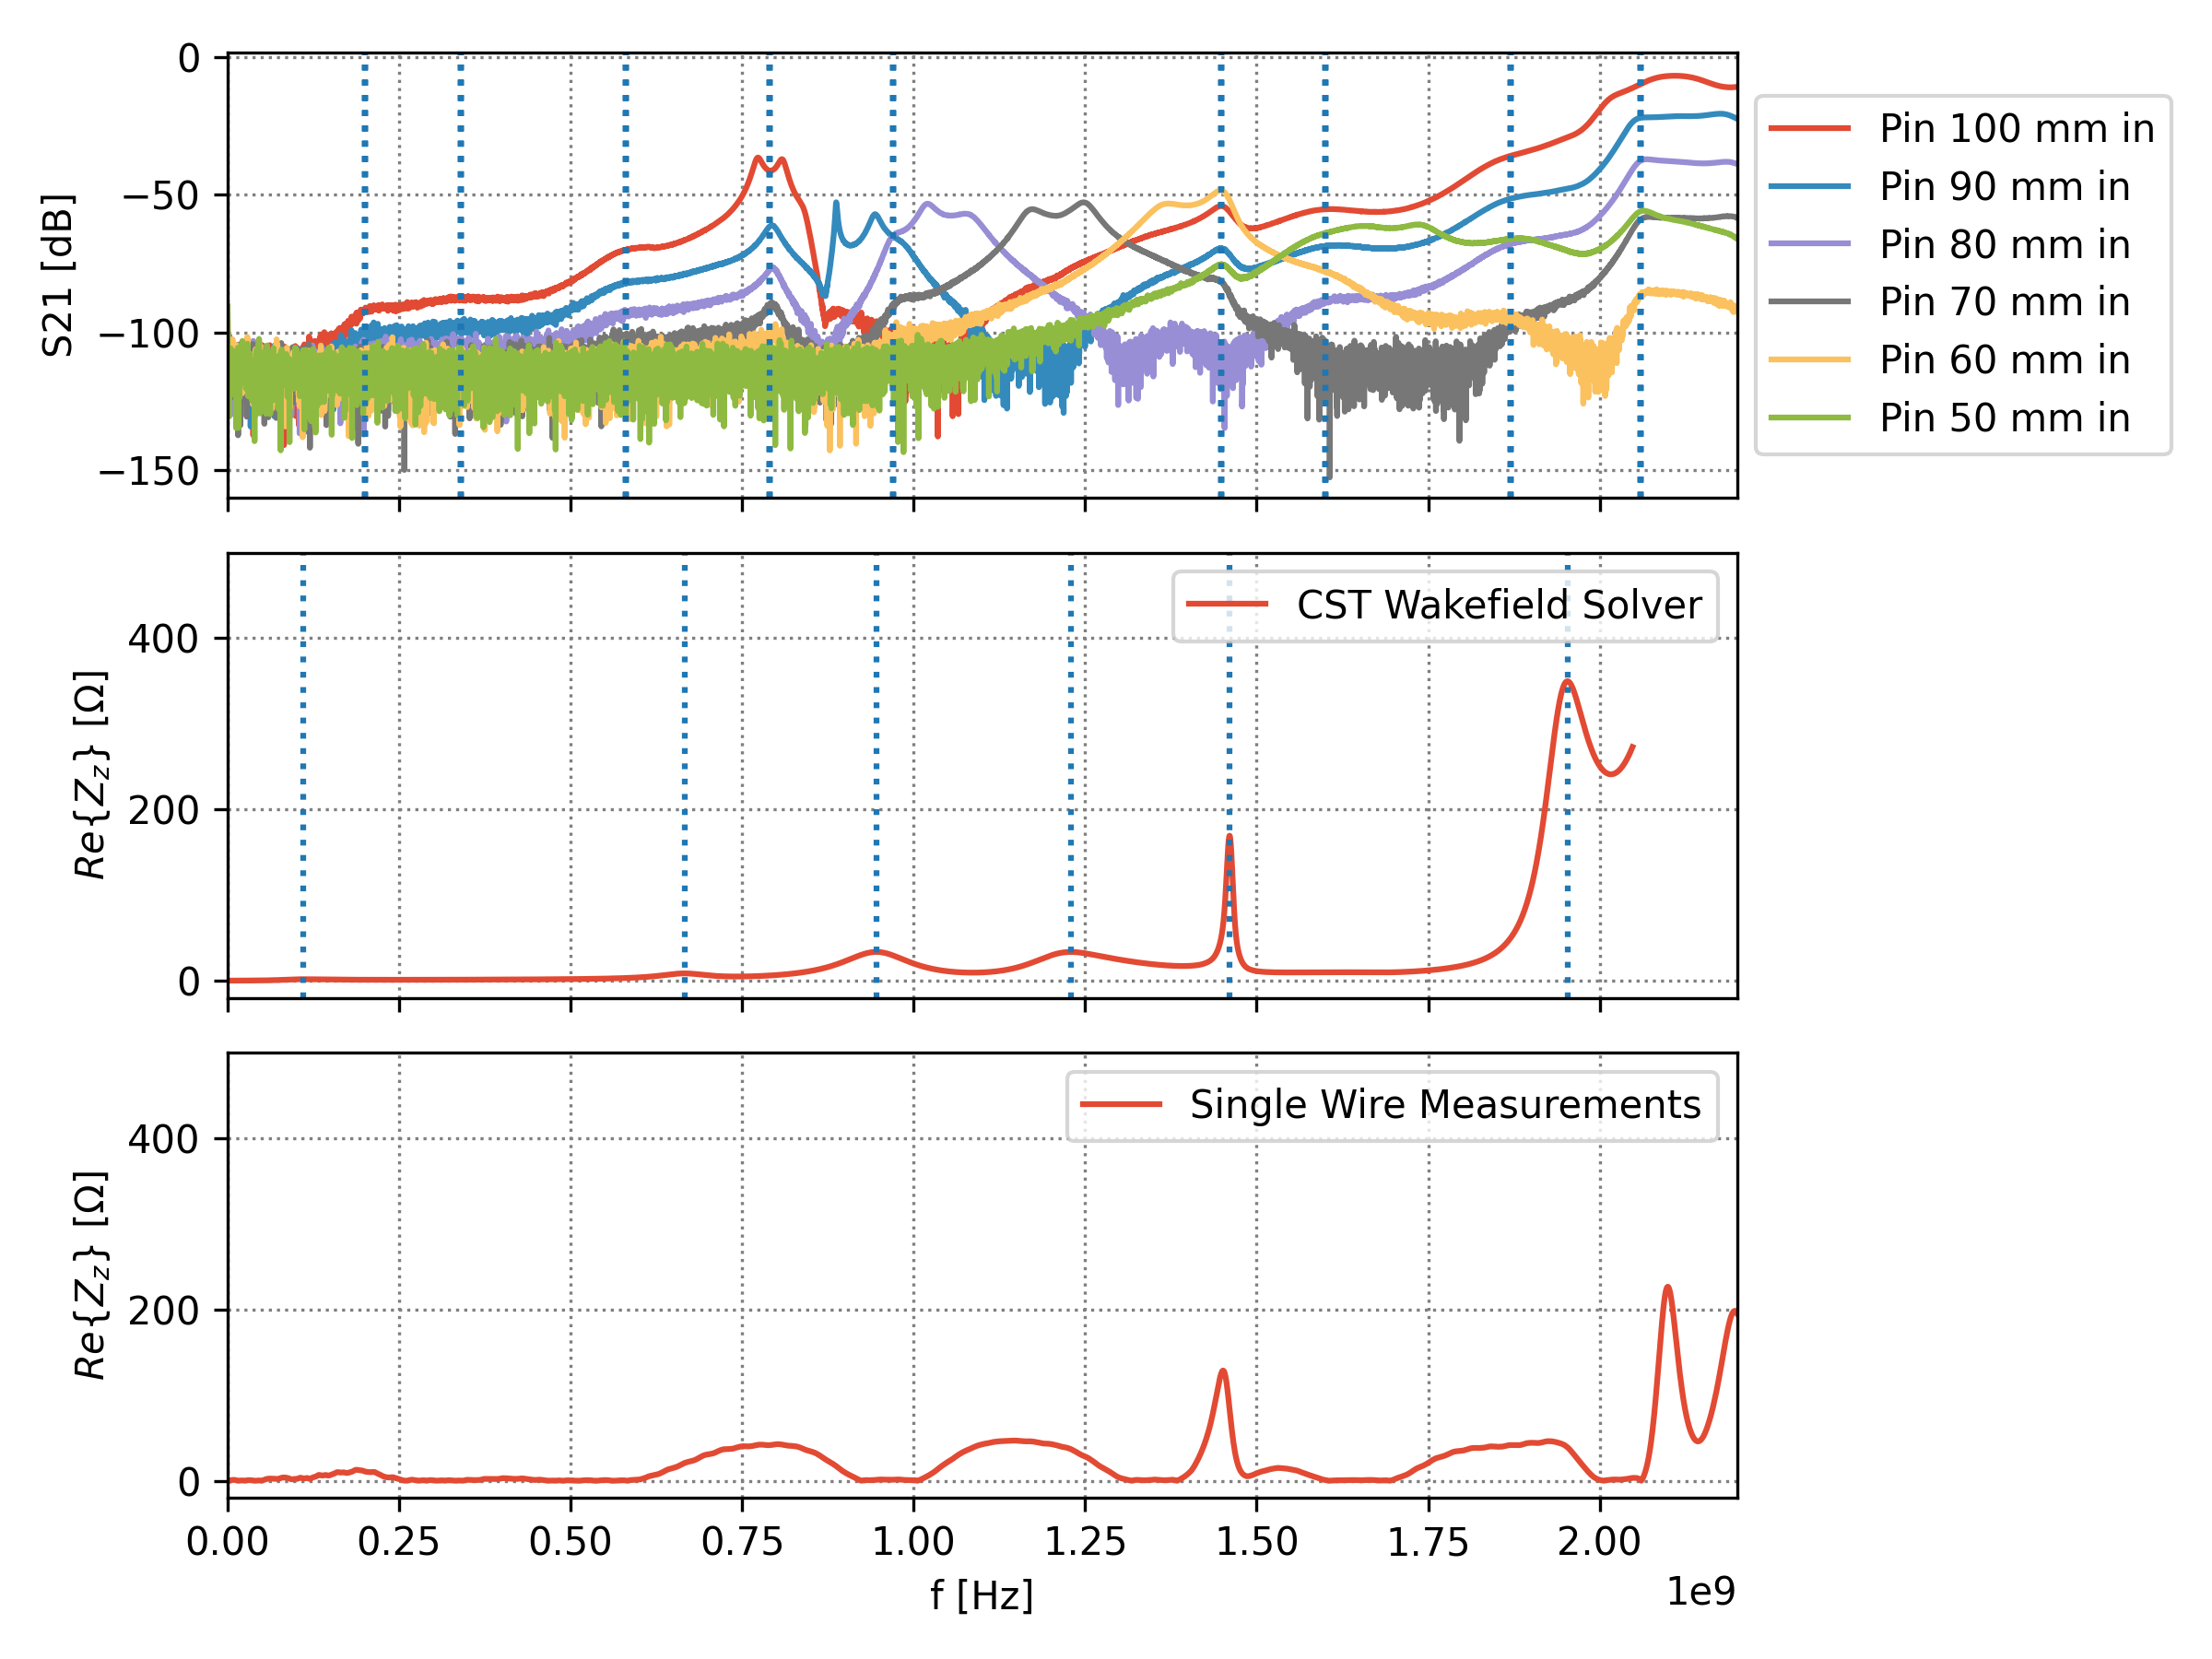 0
−50
−100
−150
S21 [dB]
Pin 100 mm in
Pin 90 mm in
Pin 80 mm in
Pin 70 mm in
Pin 60 mm in
Pin 50 mm in
400
200
0
Re{Z_z} [Ω]
CST Wakefield Solver
400
200
0
Re{Z_z} [Ω]
Single Wire Measurements
0.00 0.25 0.50 0.75 1.00 1.25 1.50 1.75 2.00
f [Hz]
1e9